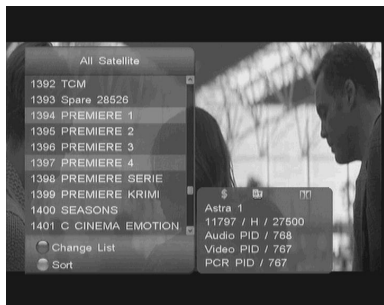 All Satellite
1392 TCM
1393 Spare 28526
1394 PREMIERE 1
1395 PREMIERE 2
1396 PREMIERE 3
1397 PREMIERE 4
1398 PREMIERE SERIE
1399 PREMIERE KRIMI
1400 SEASONS
1401 C CINEMA EMOTION
Change List
Sort
$
Astra 1
11797 / H / 27500
Audio PID / 768
Video PID / 767
PCR PID / 767